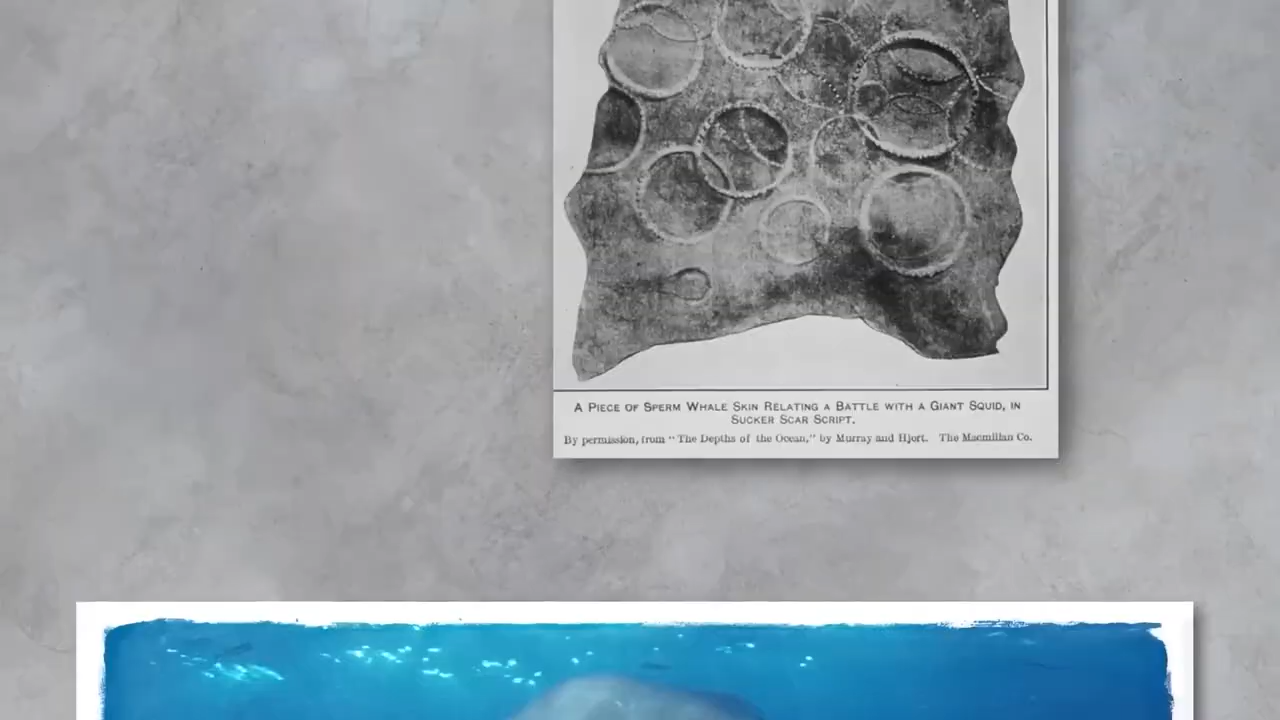 A PIECE OF SPERM WHALE SKIN RELATING A BATTLE WITH A GIANT SQUID, IN
SUCKER SCAR SCRIPT.
By permission, from "The Depths of the Ocean," by Murray and Hjort. The Macmillan Co.